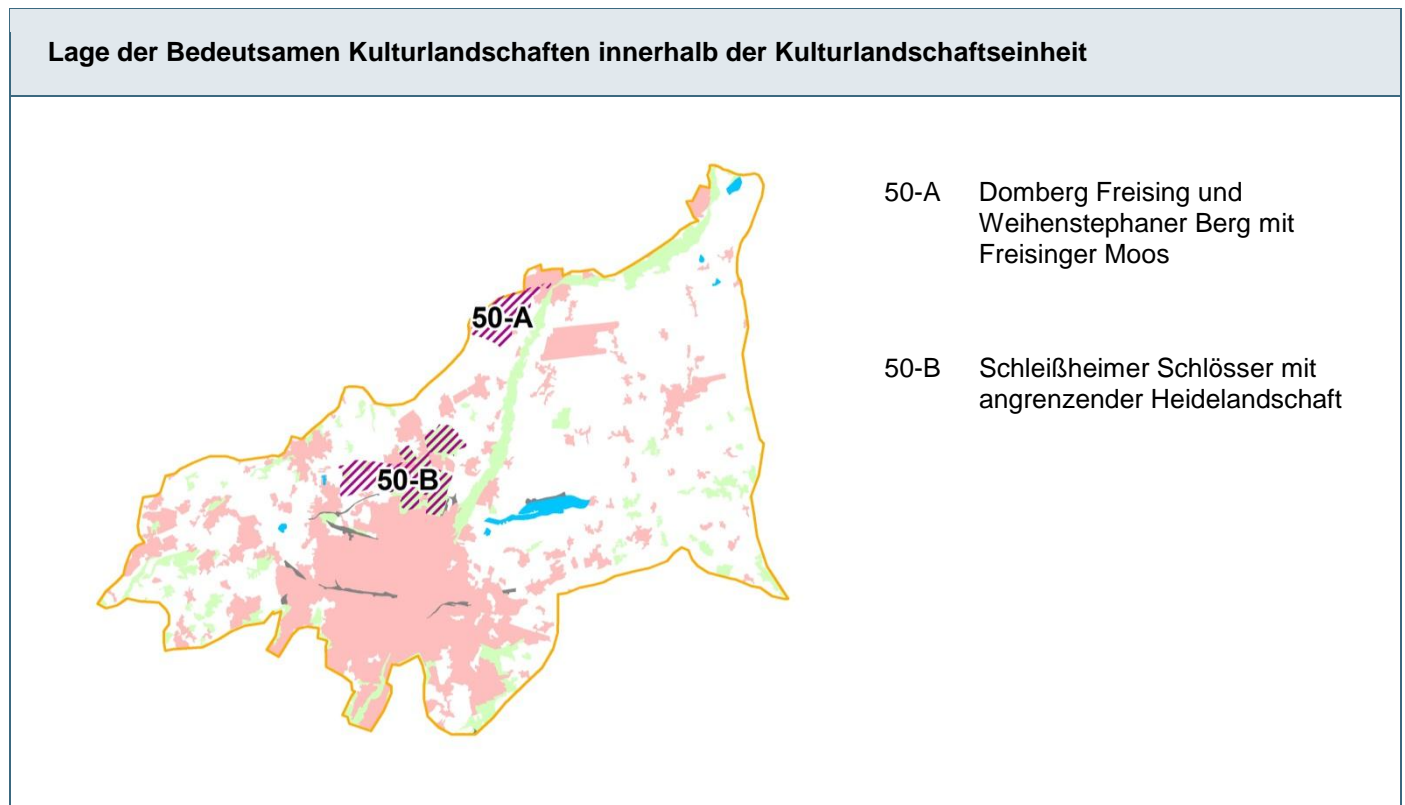 Lage der Bedeutsamen Kulturlandschaften innerhalb der Kulturlandschaftseinheit
50-A
50-B
50-A Domberg Freising und
Weihenstephaner Berg mit
Freisinger Moos
50-B Schleißheimer Schlösser mit
angrenzender Heidelandschaft